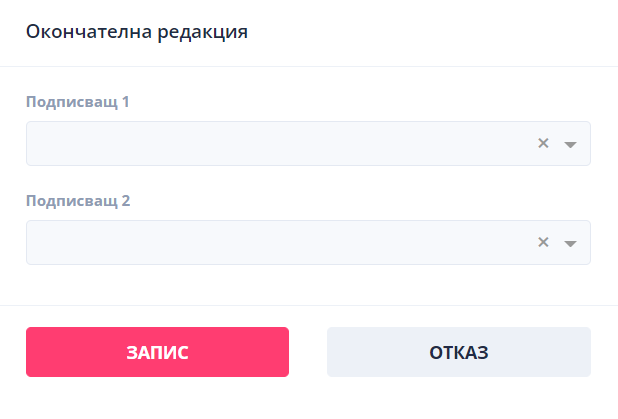 Окончателна редакция
Подписващ 1
Подписващ 2
ЗАПИС
ОТКАЗ